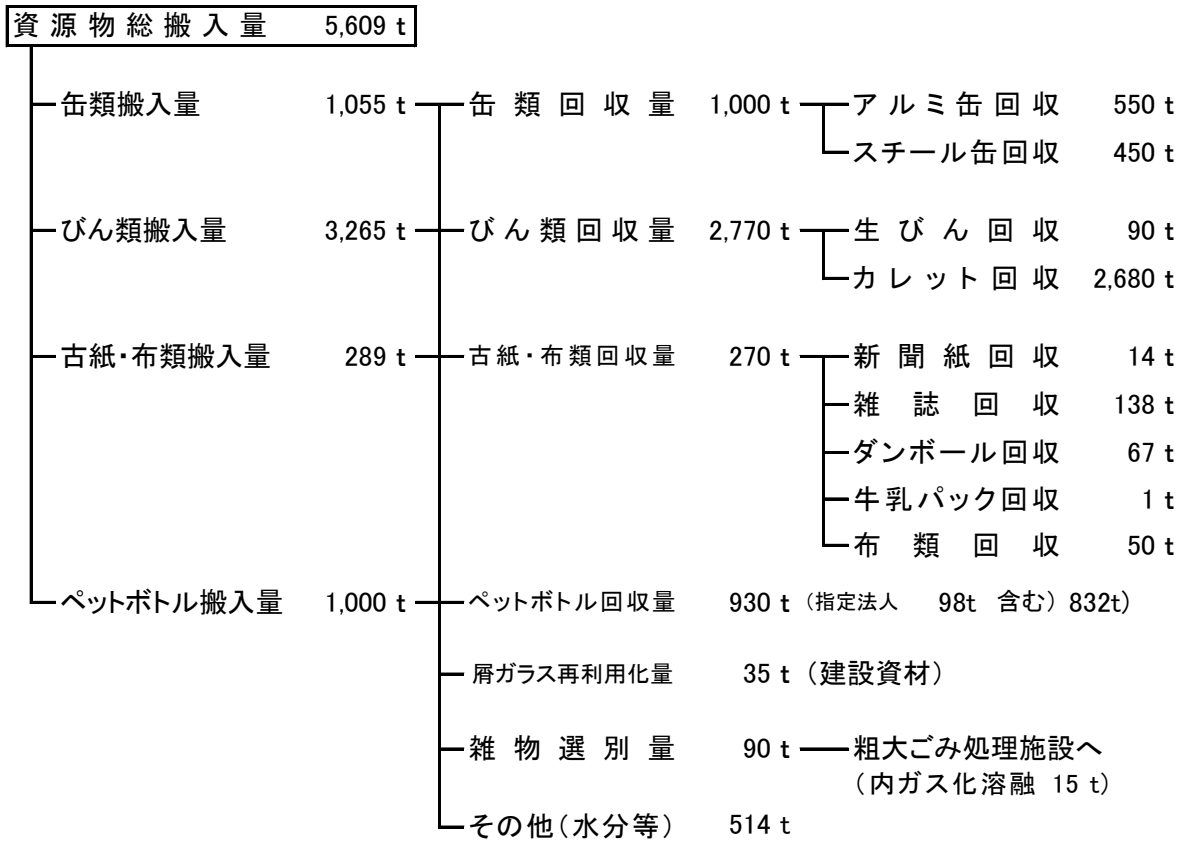 資源物総搬入量 5,609 t
缶類搬入量 1,055 t 缶類回収量 1,000 t アルミ缶回収 550 t
スチール缶回収 450 t
びん類搬入量 3,265 t びん類回収量 2,770 t 生びん回収 90 t
カレット回収 2,680 t
古紙・布類搬入量 289 t 古紙・布類回収量 270 t 新聞紙回収 14 t
雑誌回収 138 t
ダンボール回収 67 t
牛乳パック回収 1 t
布類回収 50 t
ペットボトル搬入量 1,000 t ペットボトル回収量 930 t (指定法人 98t 含む) 832t)
屑ガラス再利用化量 35 t (建設資材)
雑物選別量 90 t 粗大ごみ処理施設へ
(内ガス化溶融 15 t)
その他(水分等) 514 t